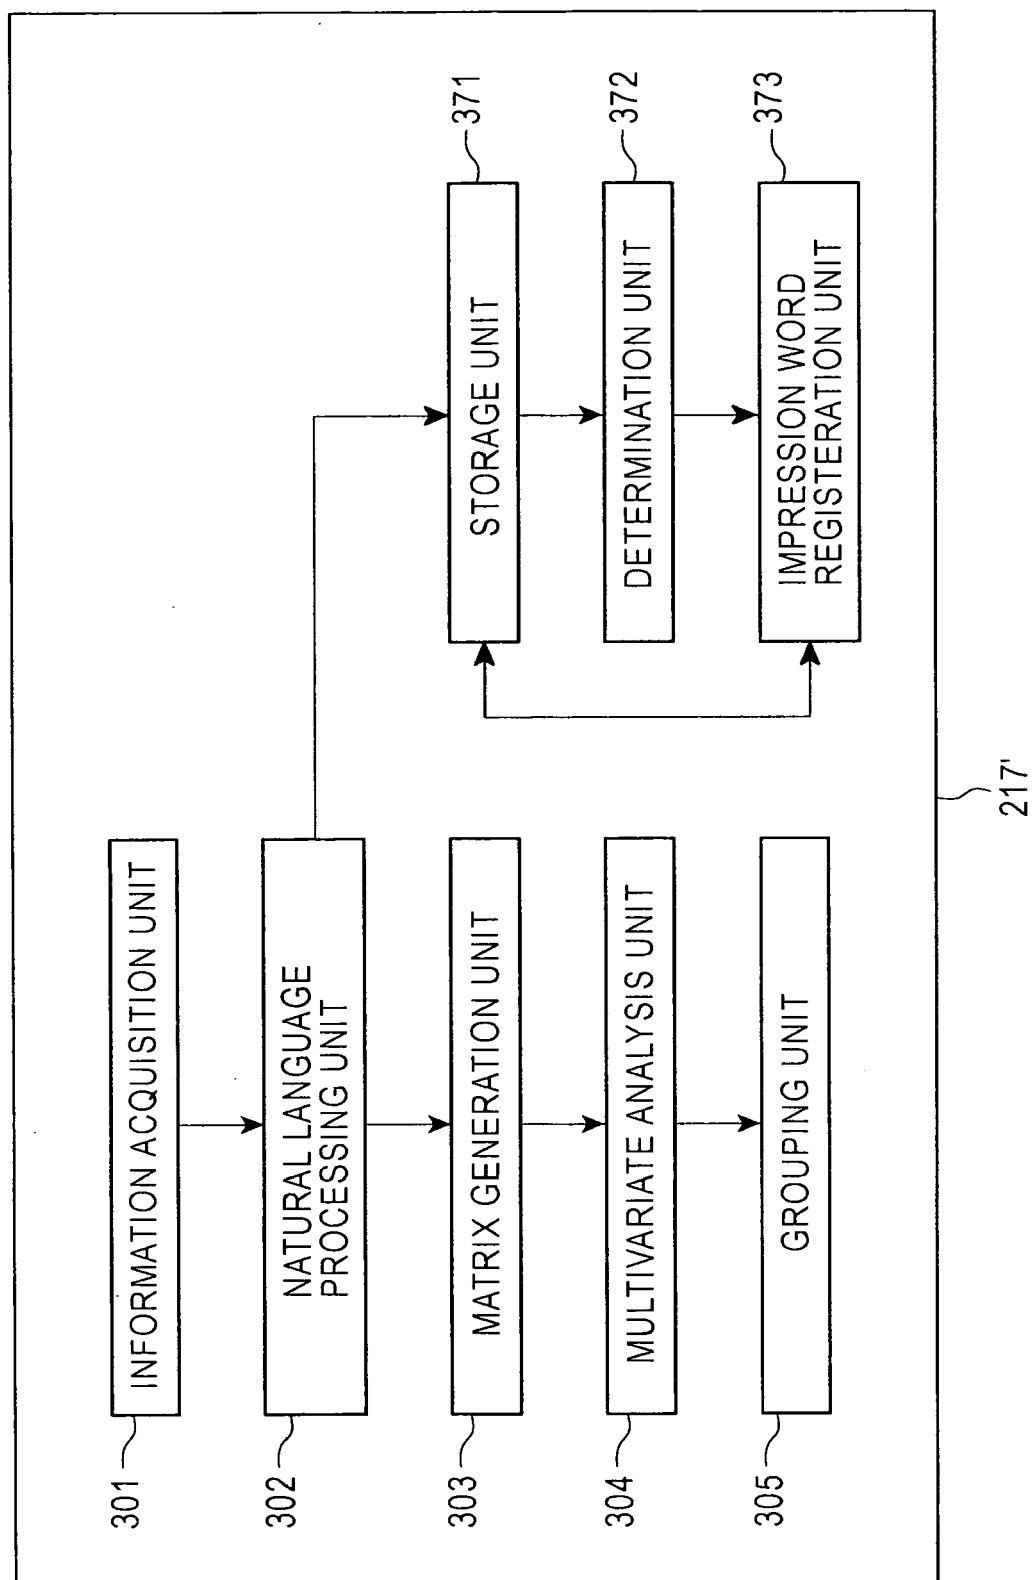 301
INFORMATION ACQUISITION UNIT
302
NATURAL LANGUAGE
PROCESSING UNIT
303
MATRIX GENERATION UNIT
304
MULTIVARIATE ANALYSIS UNIT
305
GROUPING UNIT
STORAGE UNIT
371
DETERMINATION UNIT
372
IMPRESSION WORD
REGISTERATION UNIT
373
217'